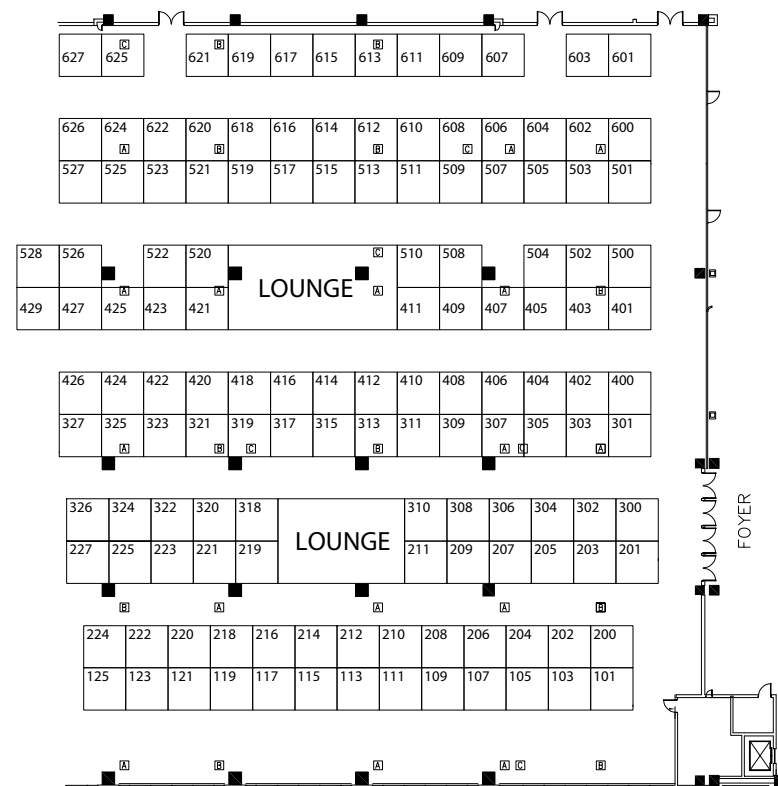 C B B
627 625 621 619 617 615 613 611 609 607 603 601
626 624 622 620 618 616 614 612 610 608 606 604 602 600
A B B C A A
527 525 523 521 519 517 515 513 511 509 507 505 503 501
528 526 522 520 C 510 508 504 502 500
LOUNGE
A A A A B
429 427 425 423 421 411 409 407 405 403 401
426 424 422 420 418 416 414 412 410 408 406 404 402 400
327 325 323 321 319 317 315 313 311 309 307 305 303 301
A B C B A C A
326 324 322 320 318 310 308 306 304 302 300
LOUNGE
FOYER
227 225 223 221 219 211 209 207 205 203 201
B A A A B
224 222 220 218 216 214 212 210 208 206 204 202 200
125 123 121 119 117 115 113 111 109 107 105 103 101
A B A A C B